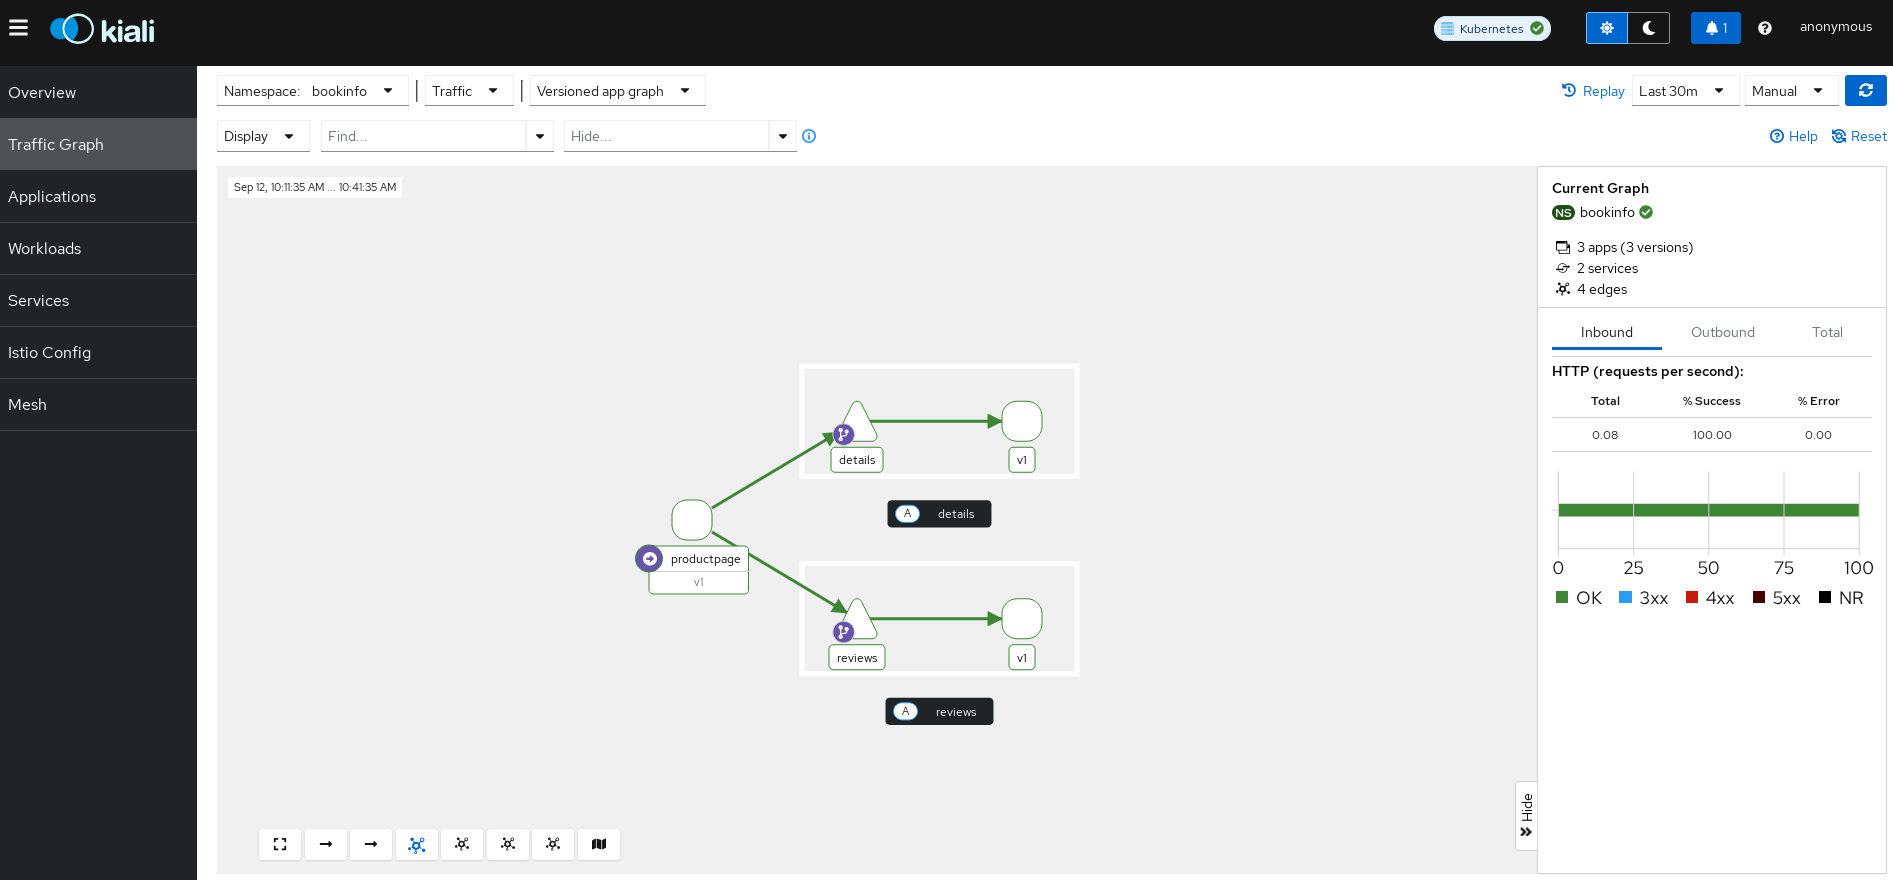 kiali
Kubernetes
1
anonymous
Overview
Traffic Graph
Applications
Workloads
Services
Istio Config
Mesh
Namespace: bookinfo
Traffic
Versioned app graph
Replay
Last 30m
Manual
Display
Find...
Hide...
Help
Reset
Sep 12, 10:11:35 AM ... 10:41:35 AM
details
v1
A details
productpage
v1
reviews
v1
A reviews
Hide
Current Graph
NS bookinfo
3 apps (3 versions)
2 services
4 edges
Inbound Outbound Total
HTTP (requests per second):
Total % Success % Error
0.08 100.00 0.00
0 25 50 75 100
OK 3xx 4xx 5xx NR